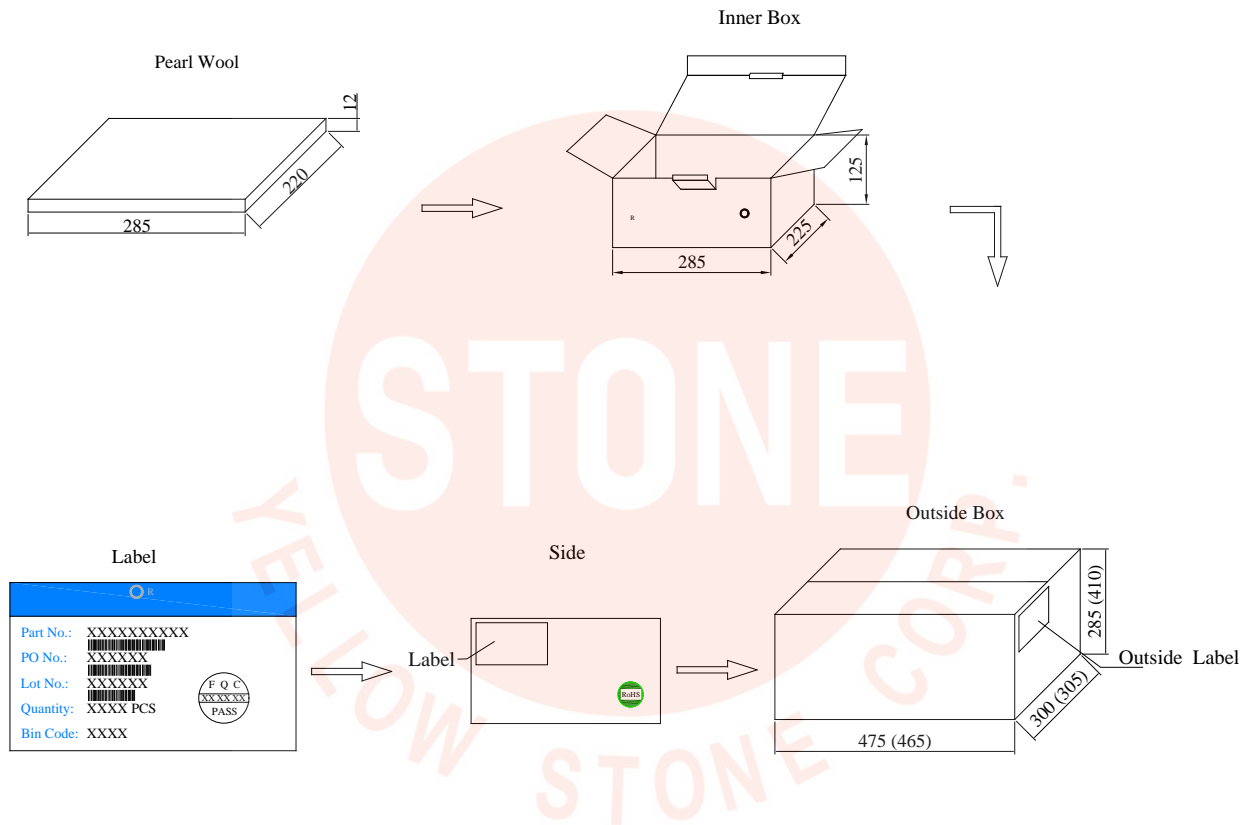 Inner Box
Pearl Wool
12
220
285
125
225
285
R
STONE
YELLOW STONE CORP.
Outside Box
285 (410)
Outside Label
300 (305)
475 (465)
Side
Label
RoHS
Label
R
Part No.: XXXXXXXXXX
PO No.: XXXXXX
Lot No.: XXXXXX
Quantity: XXXX PCS
Bin Code: XXXX
F Q C
XXXXXX
PASS